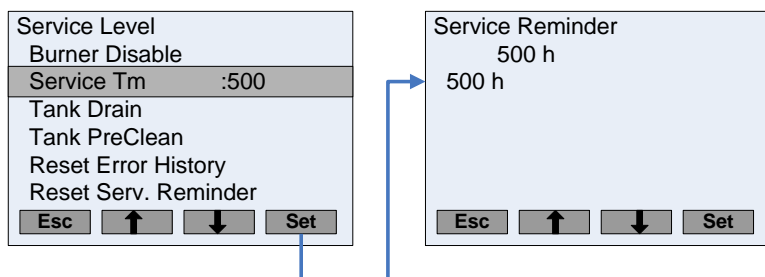 Service Level
Burner Disable
Service Tm :500
Tank Drain
Tank PreClean
Reset Error History
Reset Serv. Reminder
Esc ↑ ↓ Set
Service Reminder
500 h
500 h
Esc ↑ ↓ Set